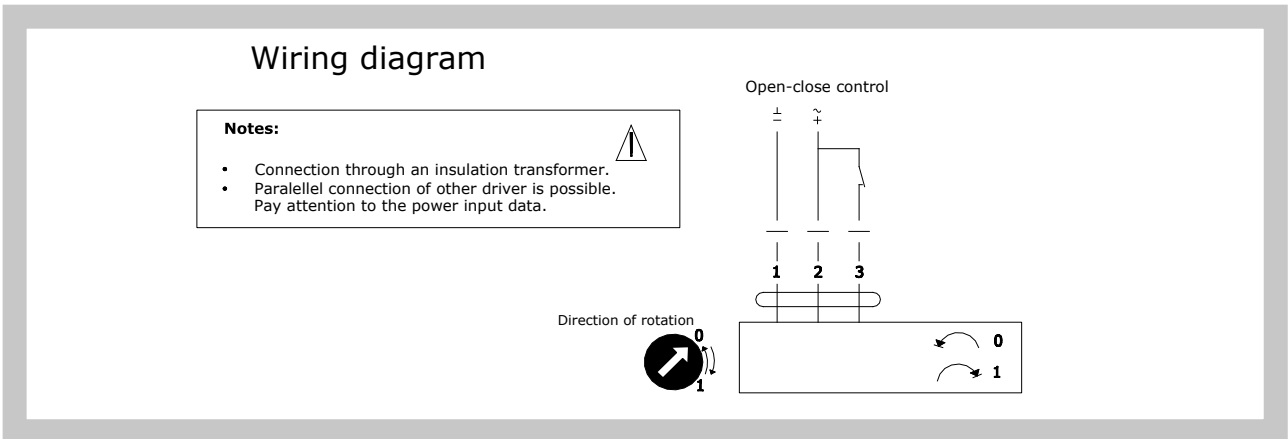 Wiring diagram
Open-close control
⊥ ~
− +
Notes:
• Connection through an insulation transformer.
• Paralellel connection of other driver is possible.
Pay attention to the power input data.
1 2 3
Direction of rotation
0
1
0
1